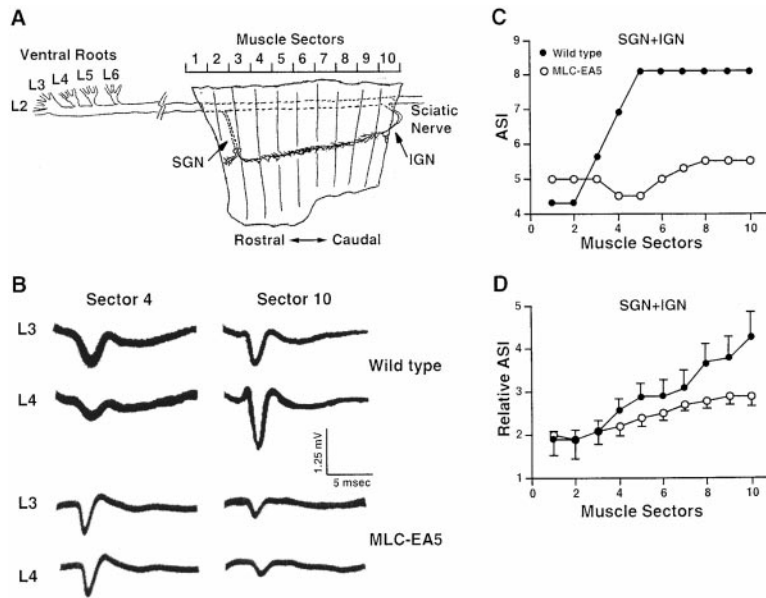 A
Ventral Roots
L3 L4 L5 L6
L2
Muscle Sectors
1 2 3 4 5 6 7 8 9 10
SGN
Sciatic
Nerve
IGN
Rostral ↔ Caudal
B
Sector 4 Sector 10
L3
Wild type
L4
1.25 mV
5 msec
L3
MLC-EA5
L4
C
SGN+IGN
Wild type
MLC-EA5
ASI
9
8
7
6
5
4
0 2 4 6 8 10
Muscle Sectors
D
SGN+IGN
Relative ASI
5
4
3
2
1
0 2 4 6 8 10
Muscle Sectors